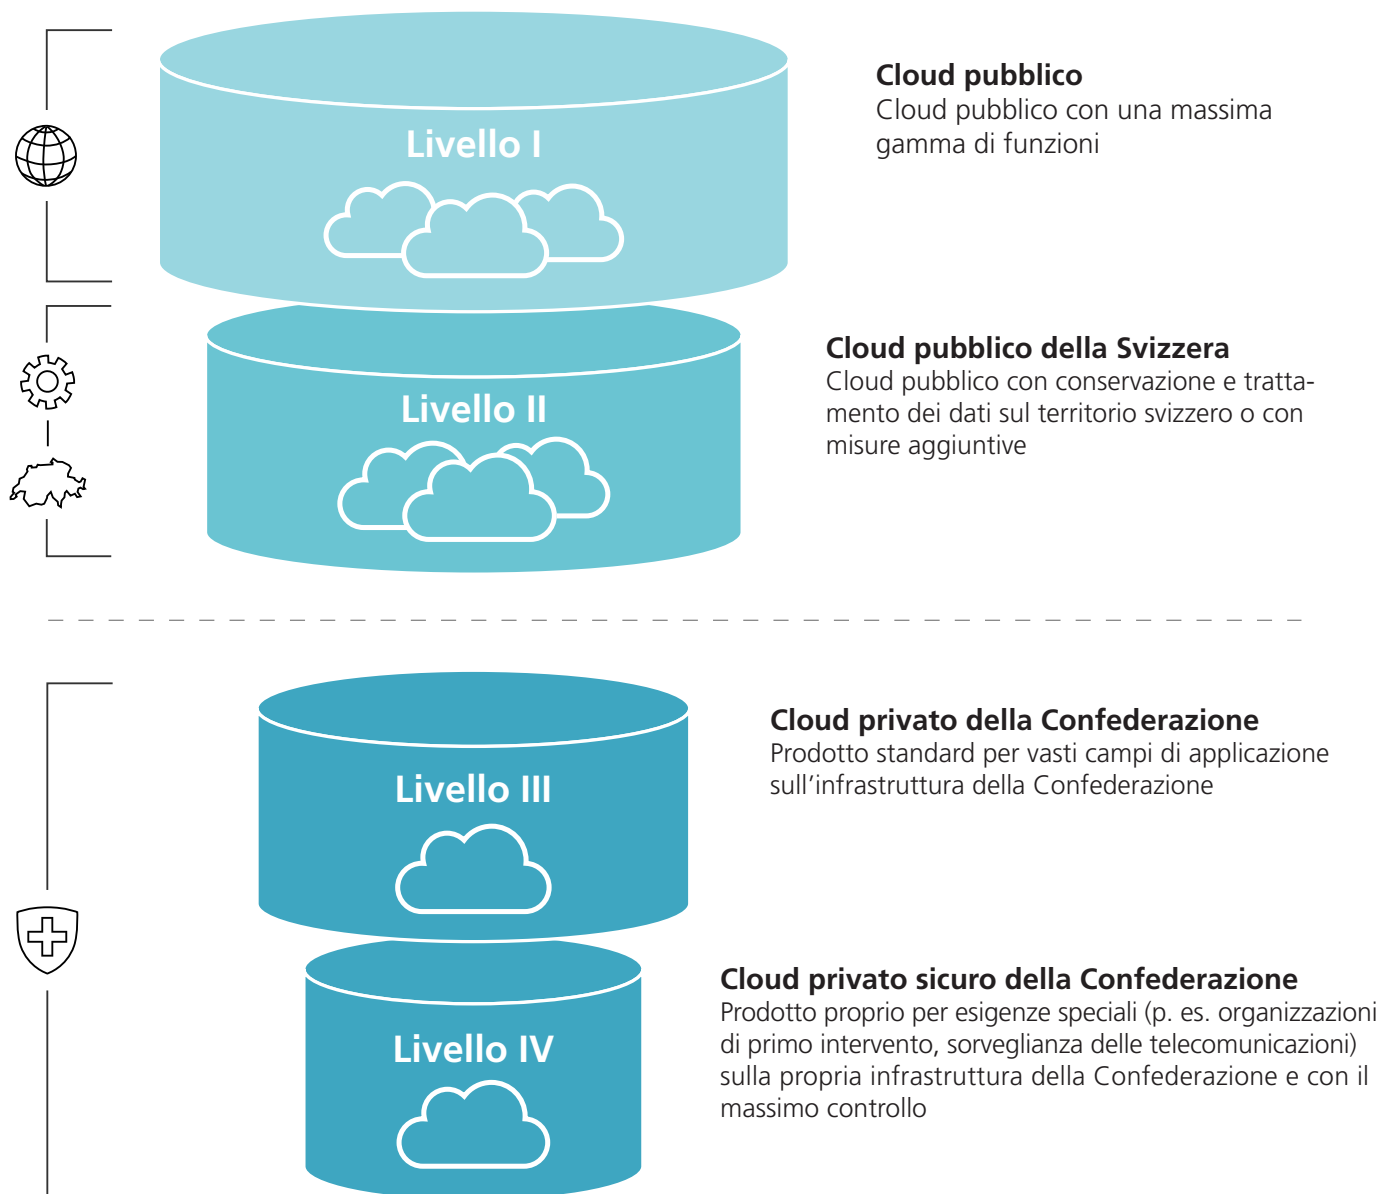 Livello I
Cloud pubblico
Cloud pubblico con una massima
gamma di funzioni
Livello II
Cloud pubblico della Svizzera
Cloud pubblico con conservazione e tratta-
mento dei dati sul territorio svizzero o con
misure aggiuntive
Livello III
Cloud privato della Confederazione
Prodotto standard per vasti campi di applicazione
sull’infrastruttura della Confederazione
Livello IV
Cloud privato sicuro della Confederazione
Prodotto proprio per esigenze speciali (p. es. organizzazioni
di primo intervento, sorveglianza delle telecomunicazioni)
sulla propria infrastruttura della Confederazione e con il
massimo controllo